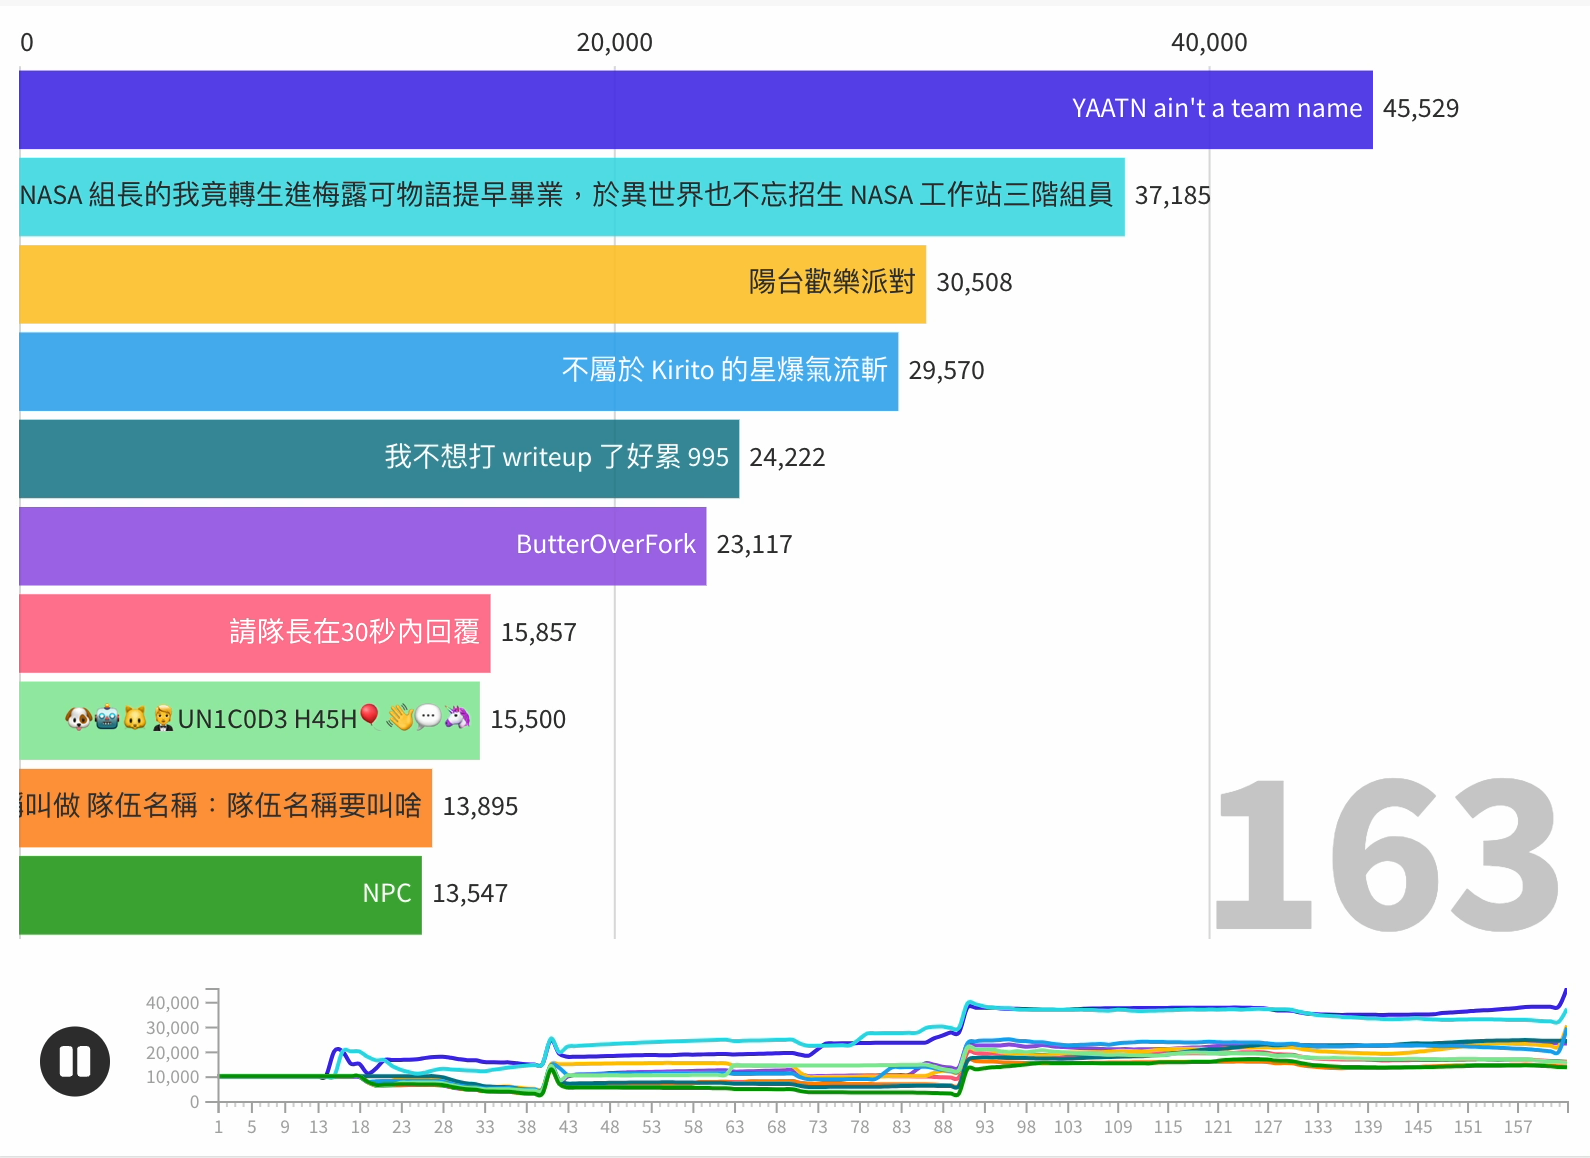 0 20,000 40,000
YAATN ain't a team name 45,529
NASA 組長的我竟轉生進梅露可物語提早畢業，於異世界也不忘招生 NASA 工作站三階組員 37,185
陽台歡樂派對 30,508
不屬於 Kirito 的星爆氣流斬 29,570
我不想打 writeup 了好累 995 24,222
ButterOverFork 23,117
請隊長在30秒內回覆 15,857
🐶🤖🐱🤵UN1C0D3 H45H🎈👋💬🦄 15,500
叫做 隊伍名稱：隊伍名稱要叫啥 13,895
NPC 13,547
163
40,000
30,000
20,000
10,000
0
1 5 9 13 18 23 28 33 38 43 48 53 58 63 68 73 78 83 88 93 98 103 109 115 121 127 133 139 145 151 157